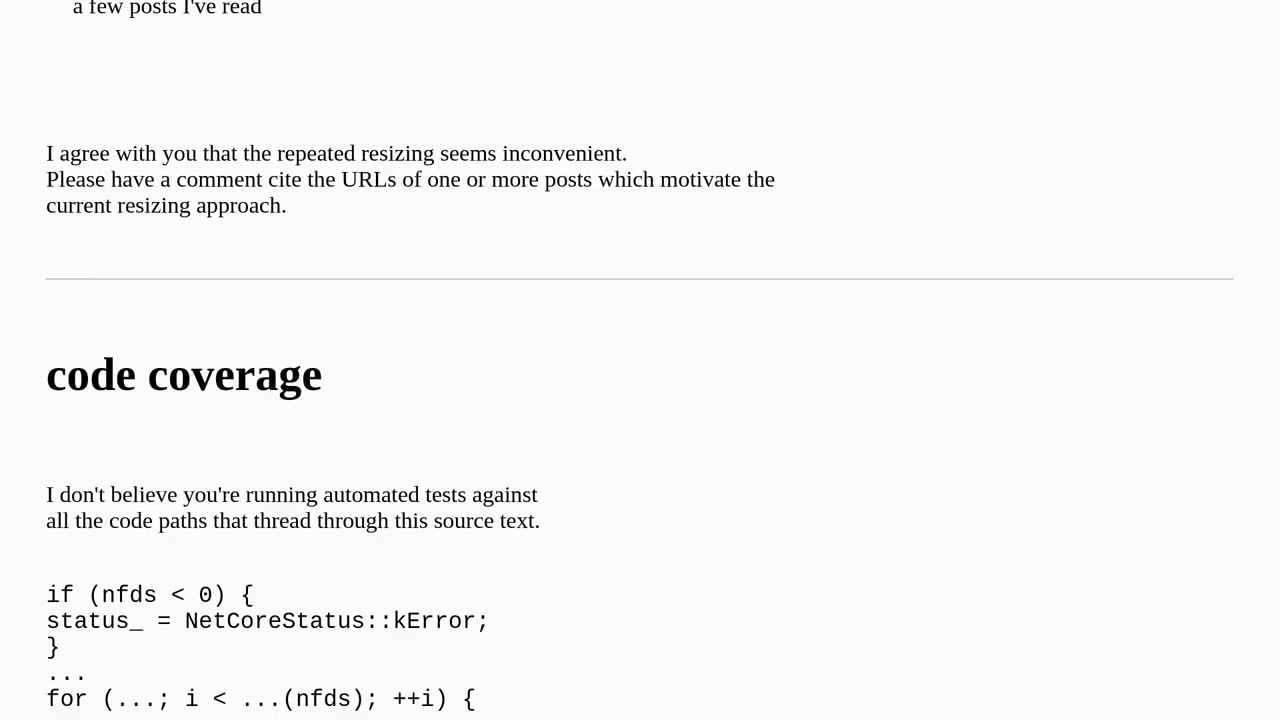 a few posts I've read
I agree with you that the repeated resizing seems inconvenient.
Please have a comment cite the URLs of one or more posts which motivate the
current resizing approach.
code coverage
I don't believe you're running automated tests against
all the code paths that thread through this source text.
if (nfds < 0) {
status_ = NetCoreStatus::kError;
}
...
for (...; i < ...(nfds); ++i) {